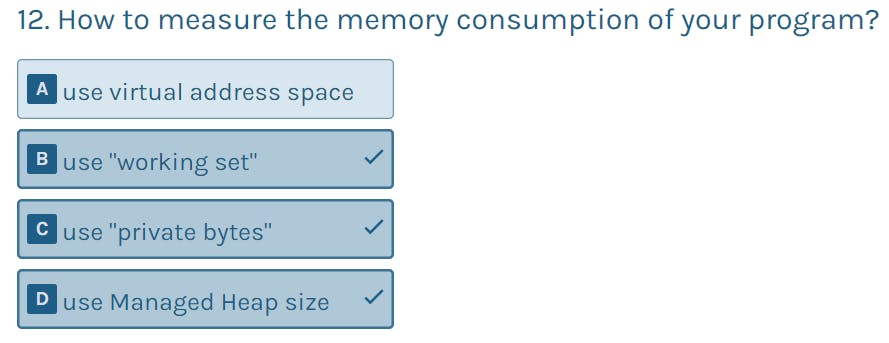 12. How to measure the memory consumption of your program?
A use virtual address space
B use "working set"
C use "private bytes"
D use Managed Heap size